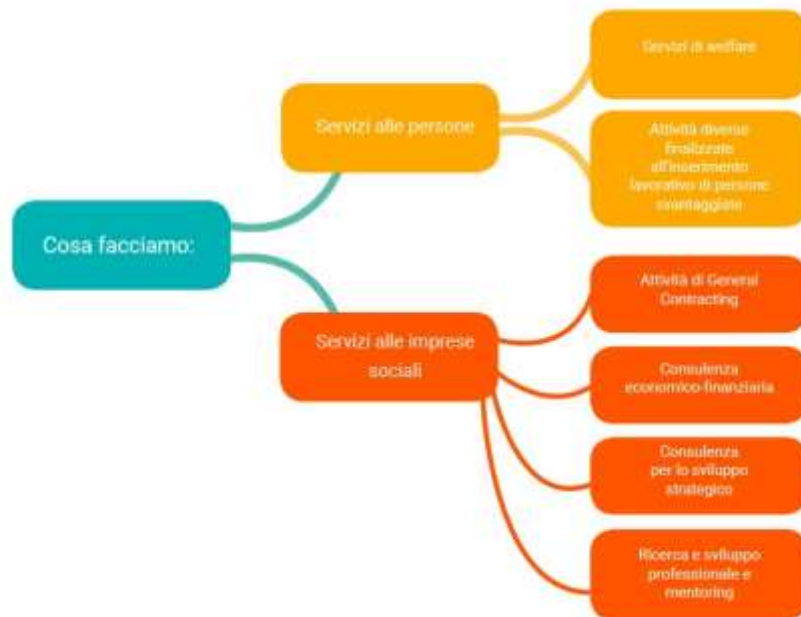 Cosa facciamo:
Servizi alle persone
Servizi di welfare
Attività diverse
finalizzate
all'inserimento
lavorativo di persone
svantaggiate
Servizi alle imprese
sociali
Attività di General
Contracting
Consulenza
economico-finanziaria
Consulenza
per lo sviluppo
strategico
Ricerca e sviluppo
professionale e
mentoring